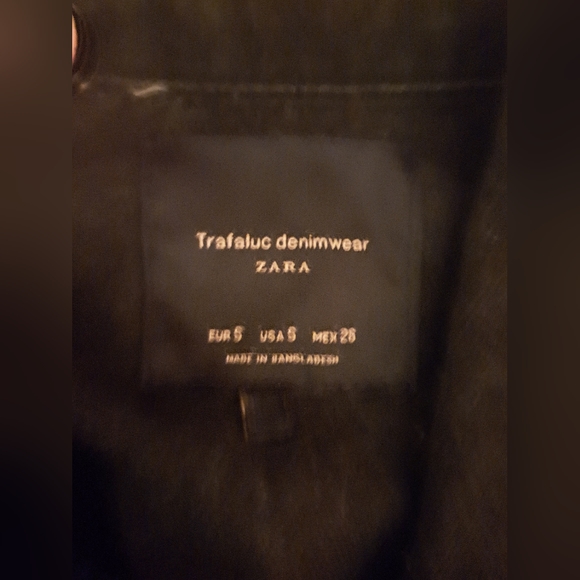 Trafaluc denimwear
ZARA
EUR S USA S MEX 26
MADE IN BANGLADESH